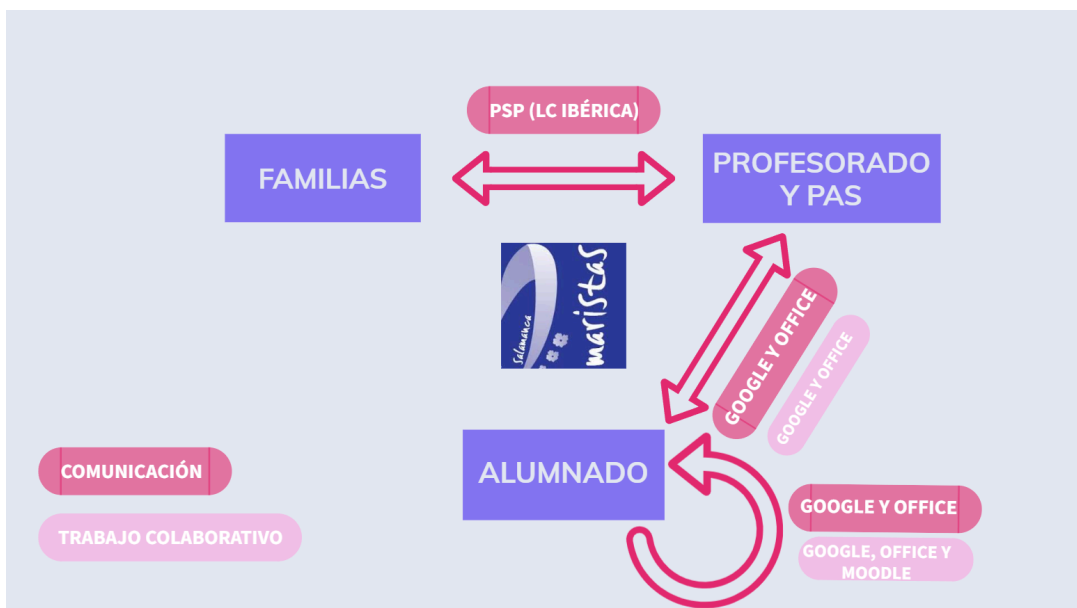 PSP (LC IBÉRICA)
FAMILIAS
PROFESORADO
Y PAS
salamanca
maristas
GOOGLE Y OFFICE
GOOGLE Y OFFICE
ALUMNADO
COMUNICACIÓN
TRABAJO COLABORATIVO
GOOGLE Y OFFICE
GOOGLE, OFFICE Y
MOODLE